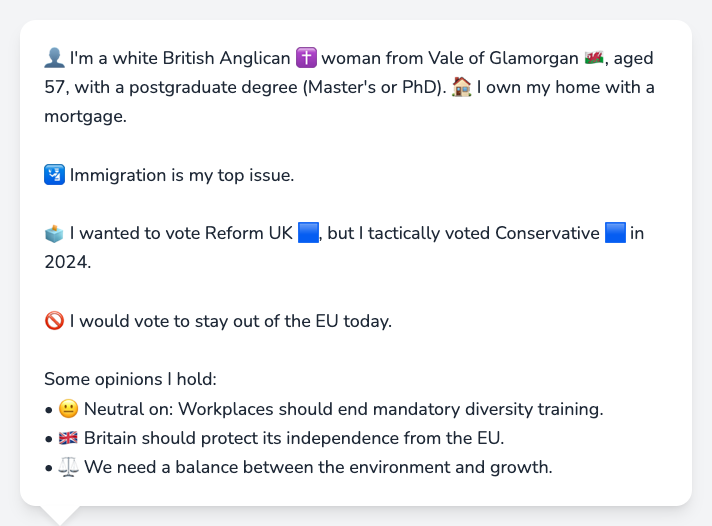 👤 I'm a white British Anglican ✝️ woman from Vale of Glamorgan 🏴󠁧󠁢󠁷󠁬󠁳󠁿, aged
57, with a postgraduate degree (Master's or PhD). 🏠 I own my home with a
mortgage.
🛂 Immigration is my top issue.
🗳️ I wanted to vote Reform UK 🟦, but I tactically voted Conservative 🟦 in
2024.
🚫 I would vote to stay out of the EU today.
Some opinions I hold:
• 😐 Neutral on: Workplaces should end mandatory diversity training.
• 🇬🇧 Britain should protect its independence from the EU.
• ⚖️ We need a balance between the environment and growth.